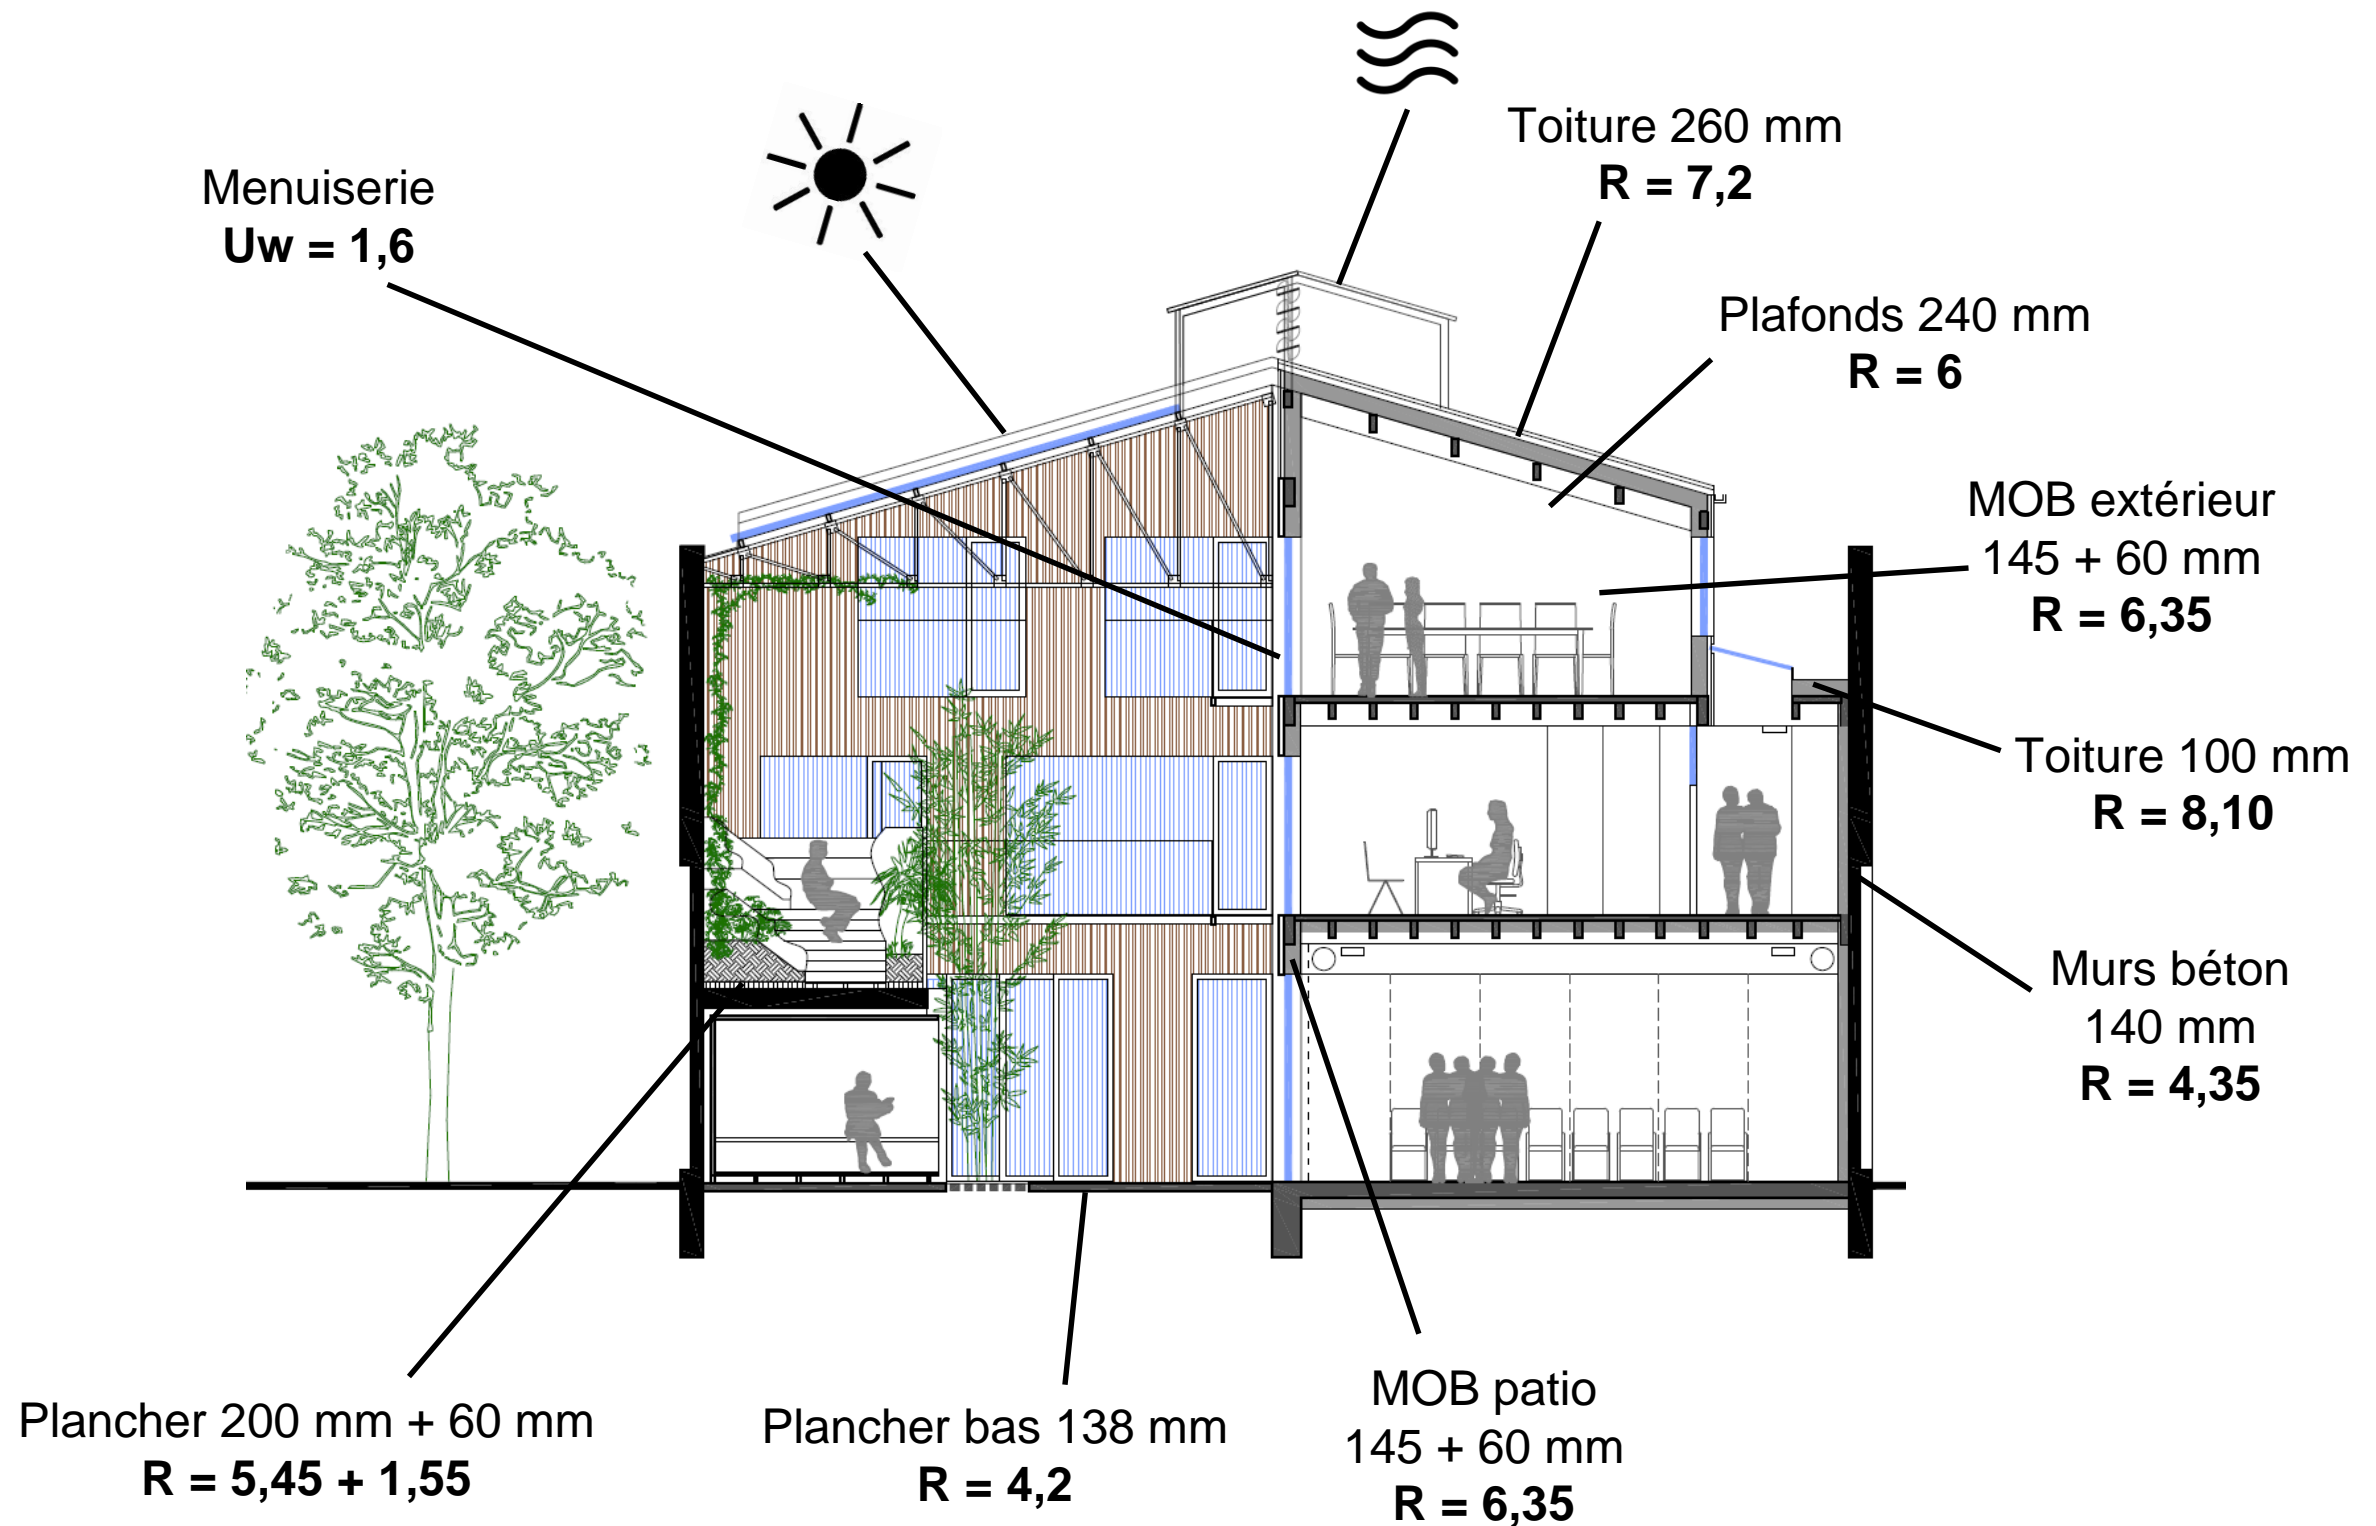 Toiture 260 mm
R = 7,2
Menuiserie
Uw = 1,6
Plafonds 240 mm
R = 6
MOB extérieur
145 + 60 mm
R = 6,35
Toiture 100 mm
R = 8,10
Murs béton
140 mm
R = 4,35
MOB patio
145 + 60 mm
R = 6,35
Plancher bas 138 mm
R = 4,2
Plancher 200 mm + 60 mm
R = 5,45 + 1,55